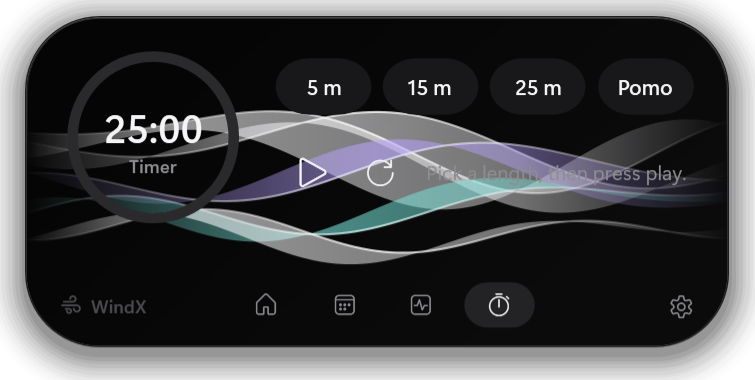 5 m
15 m
25 m
Pomo
25:00
Timer
Pick a length, then press play.
WindX